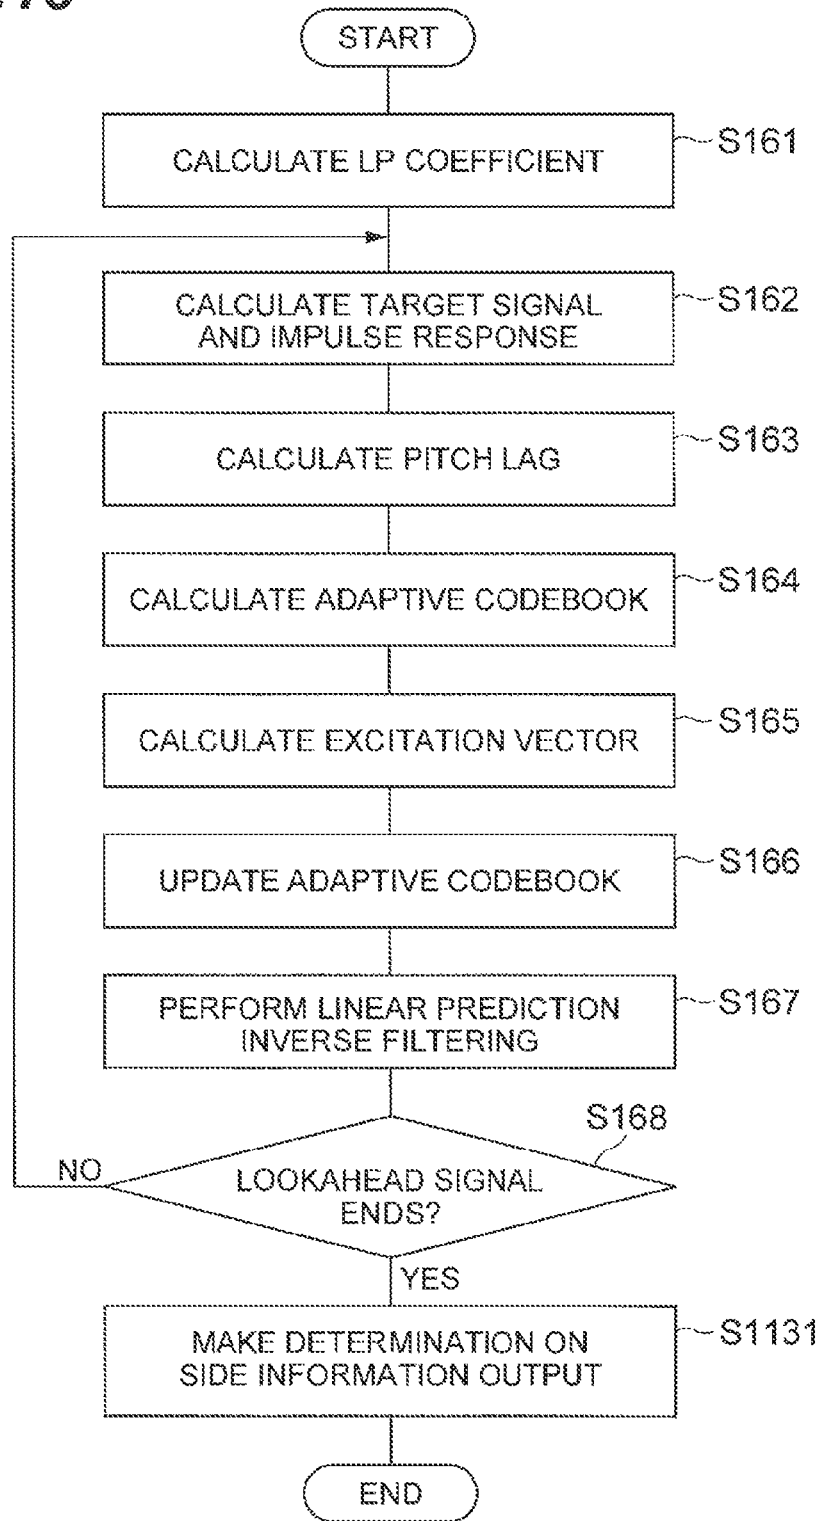 START
CALCULATE LP COEFFICIENT
S161
CALCULATE TARGET SIGNAL
AND IMPULSE RESPONSE
S162
CALCULATE PITCH LAG
S163
CALCULATE ADAPTIVE CODEBOOK
S164
CALCULATE EXCITATION VECTOR
S165
UPDATE ADAPTIVE CODEBOOK
S166
PERFORM LINEAR PREDICTION
INVERSE FILTERING
S167
S168
NO
LOOKAHEAD SIGNAL
ENDS?
YES
MAKE DETERMINATION ON
SIDE INFORMATION OUTPUT
S1131
END